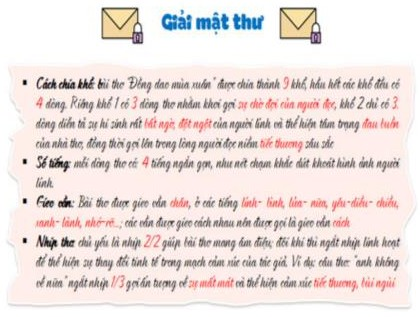 Giải mật thư
Cách chia khổ: bài thơ "Đồng dao mùa xuân" được chia thành 9 khổ, hầu hết các khổ đều có
4 dòng. Riêng khổ 1 có 3 dòng thơ nhằm khơi gợi sự chờ đợi của người đọc, khổ 2 chỉ có 3.
dòng diễn tả sự hi sinh rất bất ngờ, đột ngột của người lính và thể hiện tâm trạng đau buồn
của nhà thơ, đồng thời gợi lên trong lòng người đọc niềm tiếc thương sâu sắc
Số tiếng: mỗi dòng thơ có: 4 tiếng ngắn gọn, như nét chạm khắc dứt khoát hình ảnh người
lính.
Gieo vần: Bài thơ được gieo vần chân, ở các tiếng lính- lính, lửa- nữa, yêu-diều- chiều,
xanh- lành, nhớ-rỡ...; các vần được gieo cách nhau nên được gọi là gieo vần cách
Nhịp thơ: chủ yếu là nhịp 2/2 giúp bài thơ mang âm điệu; đôi khi thì ngắt nhịp linh hoạt
để thể hiện sự thay đổi tinh tế trong mạch cảm xúc của tác giả. Ví dụ: câu thơ: "anh không
về nữa" ngắt nhịp 1/3 gợi ấn tượng về sự mất mát và thể hiện cảm xúc tiếc thương, bùi ngùi